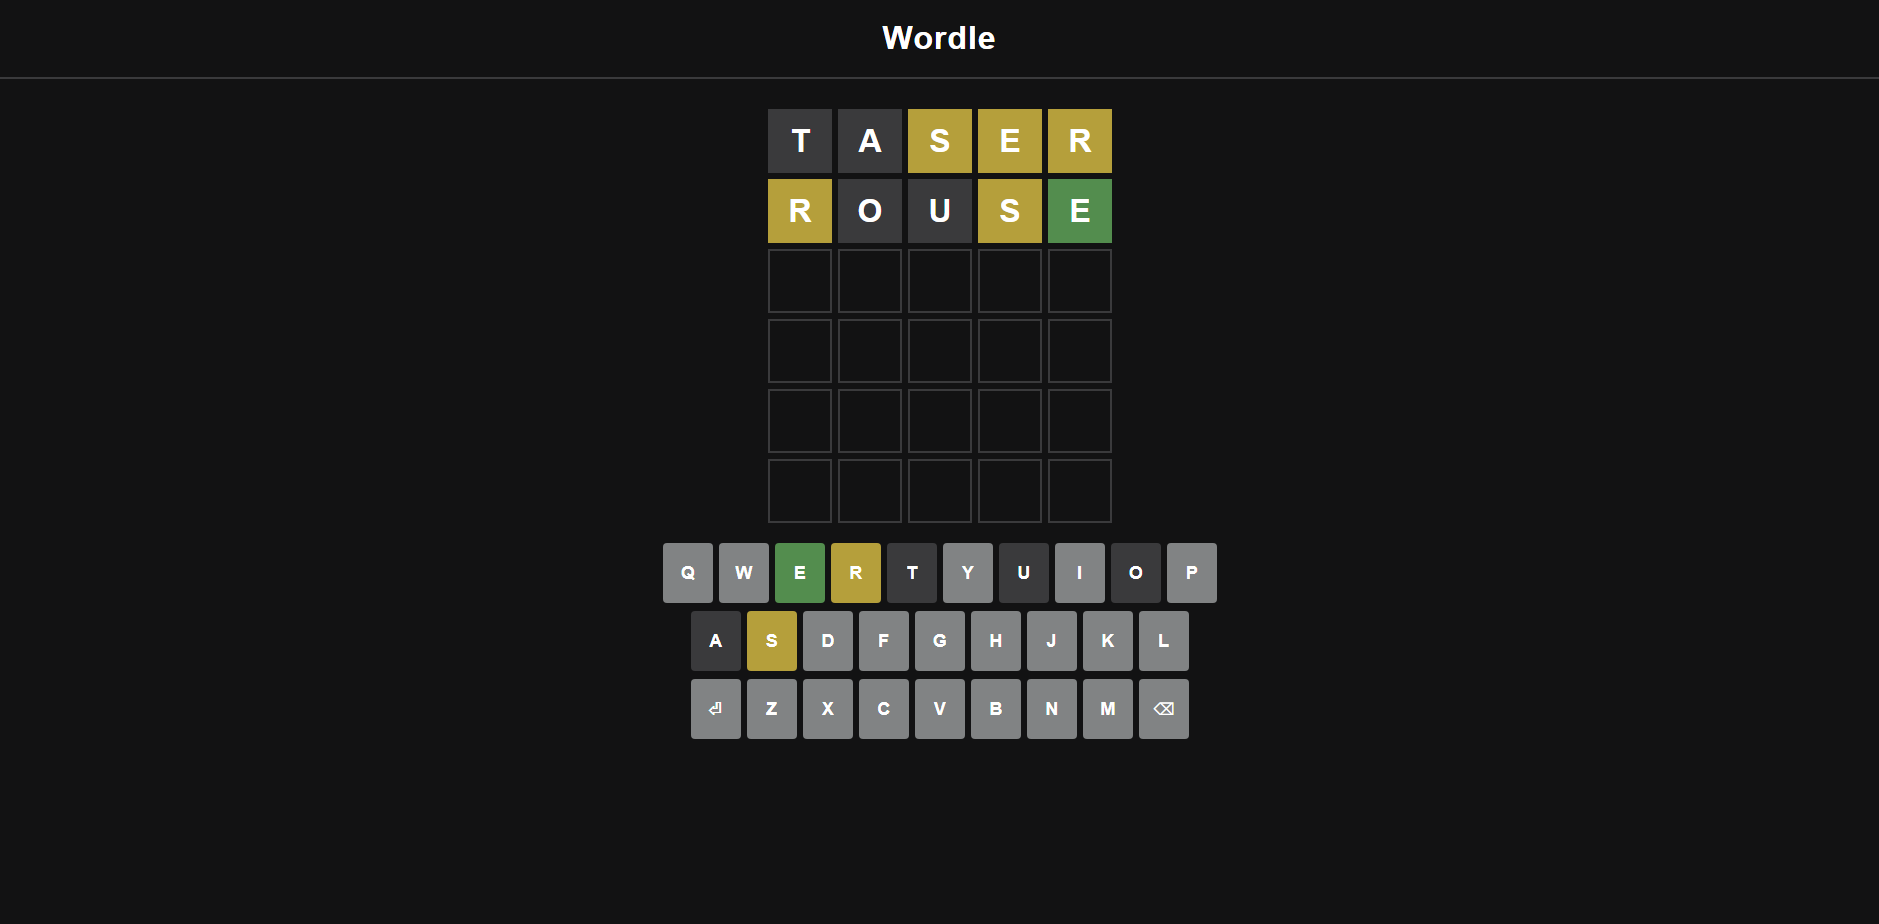 Wordle
T A S E R
R O U S E
Q W E R T Y U I O P
A S D F G H J K L
⏎ Z X C V B N M ⌫